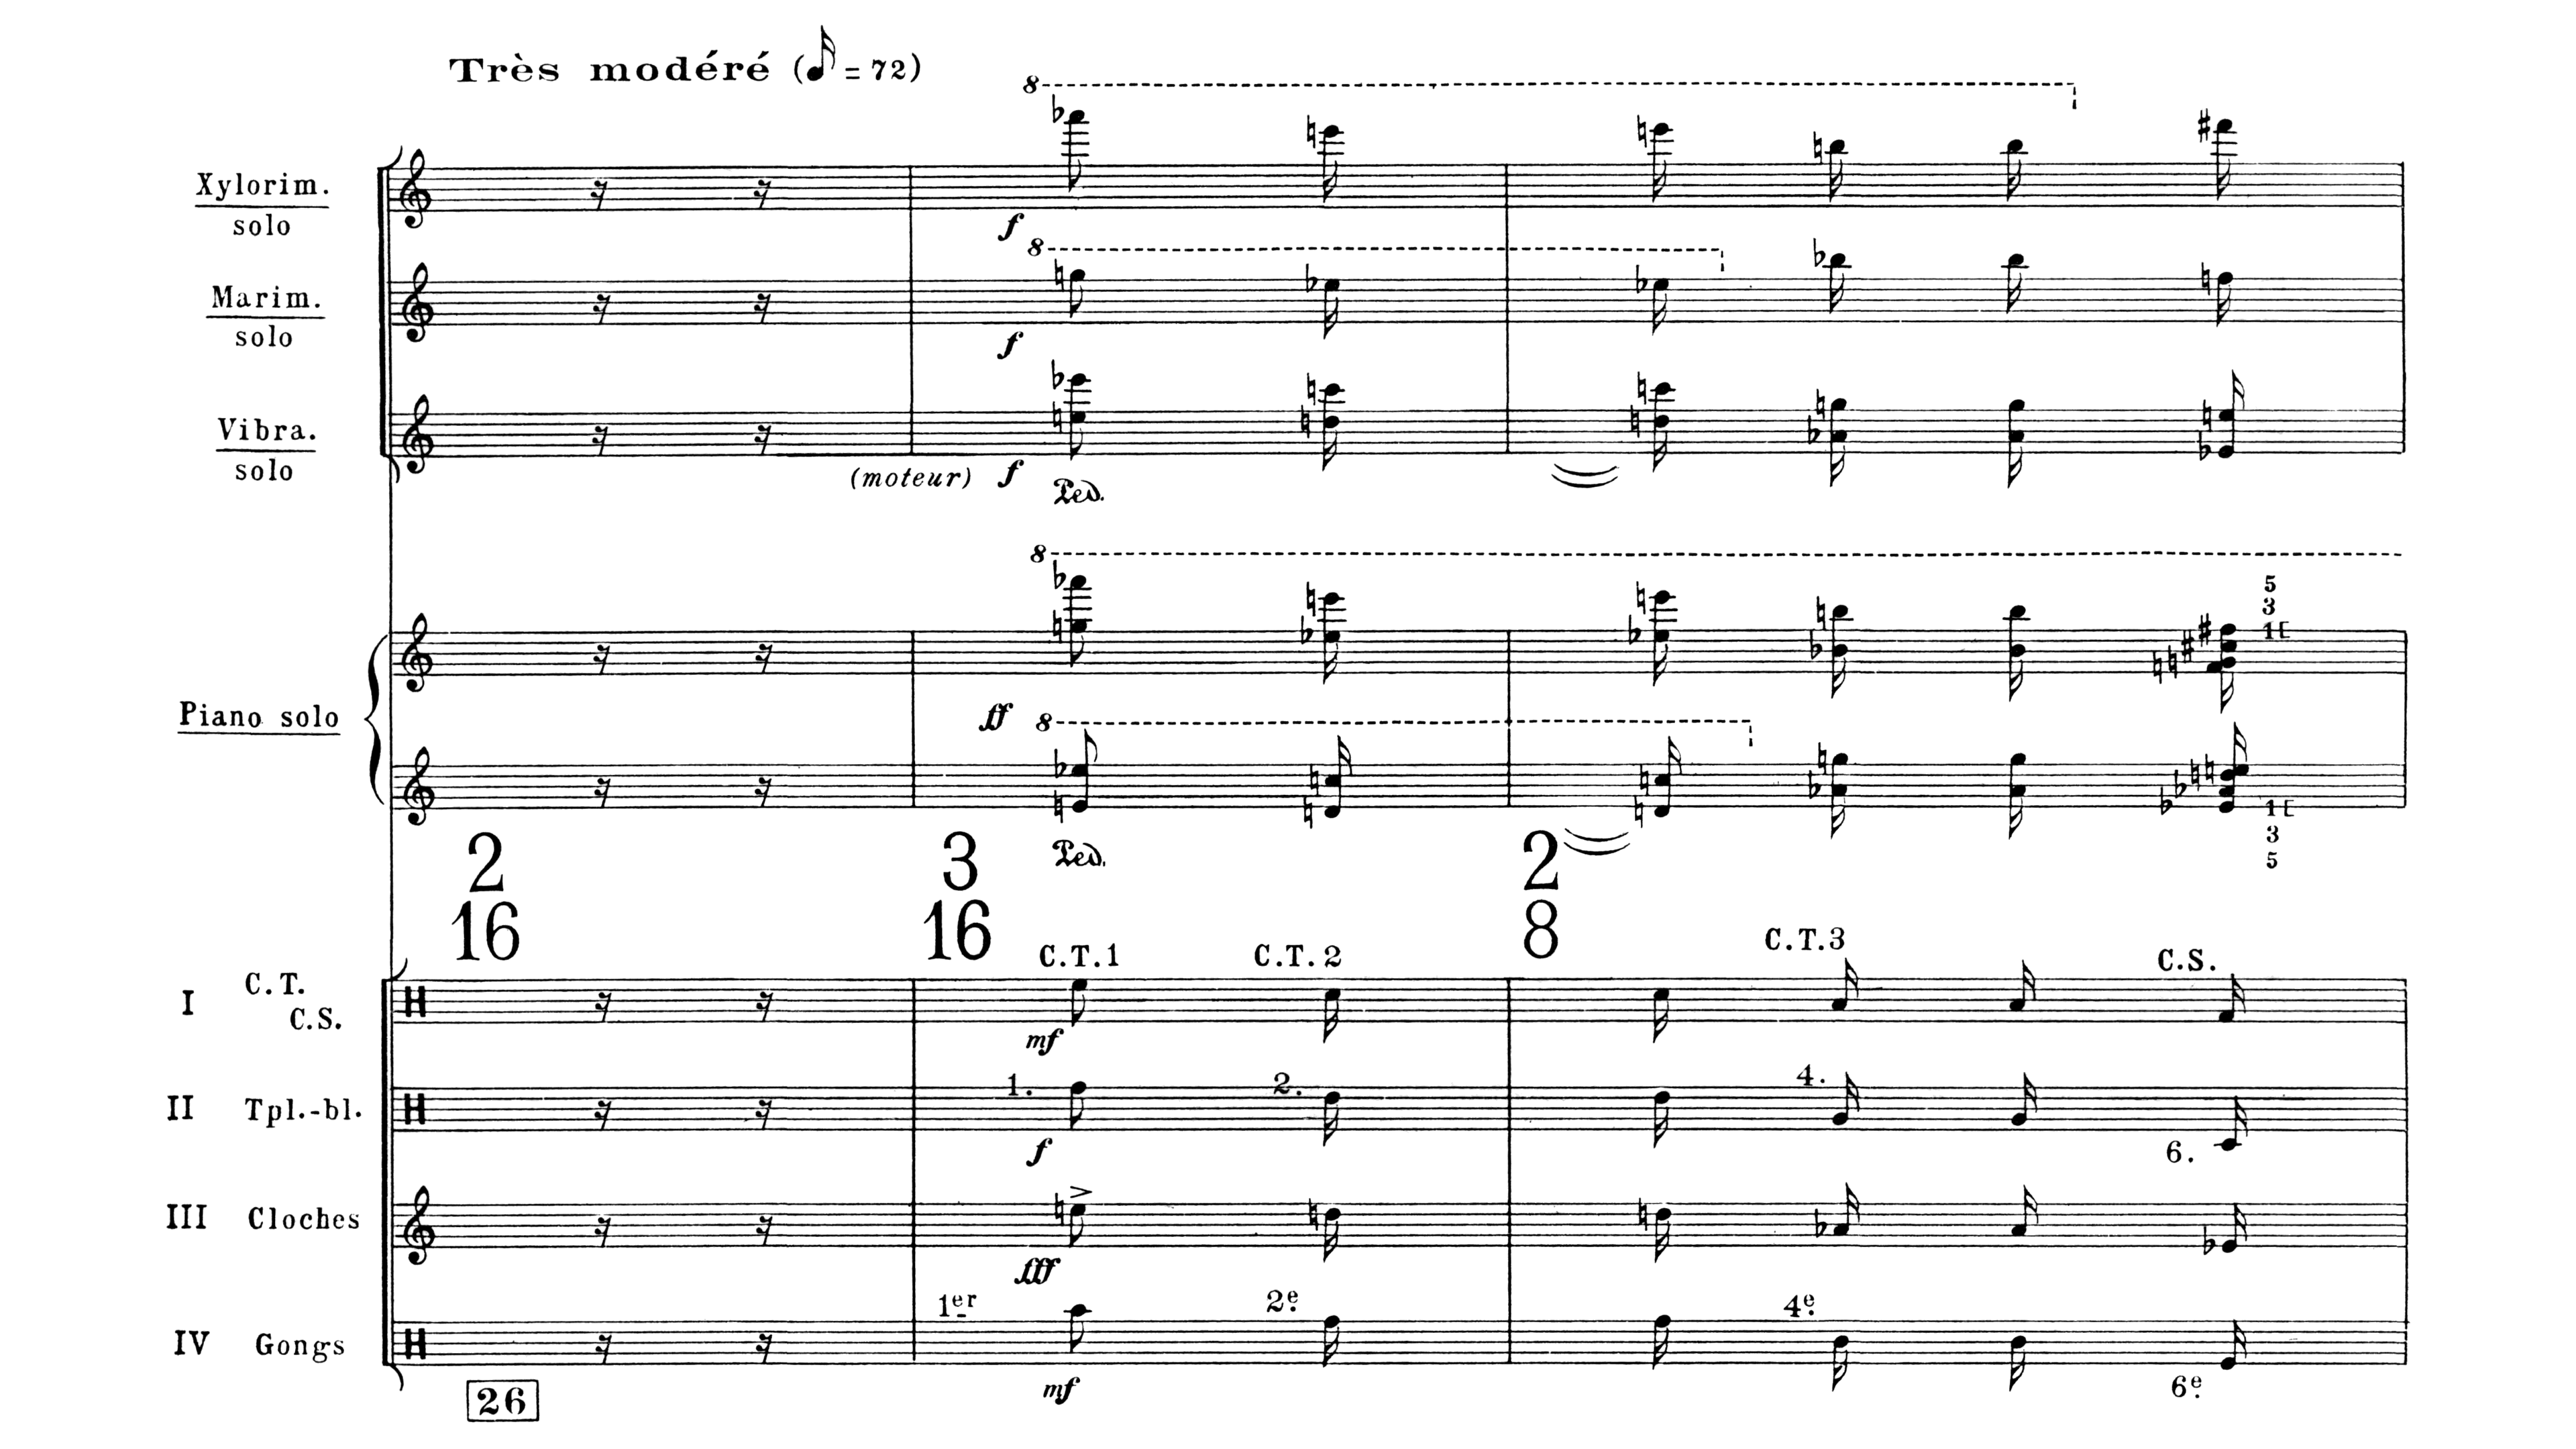 Très modéré (♪ = 72)
8
Xylorim.
solo
f
8
Marim.
solo
f
Vibra.
solo
(moteur) f
Ped.
8
5
3
1
Piano solo
ff 8
1
3
5
Ped.
2 3 2
16 16 8
C.T.1 C.T.2 C.T.3 C.S.
I C.T.
C.S.
mf
1. 2. 4.
II Tpl.-bl.
6.
f
III Cloches
fff
1er 2e. 4e.
IV Gongs
mf 6e.
26